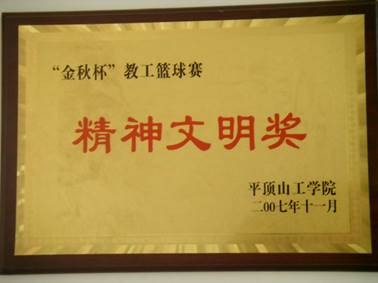 “金秋杯”教工篮球赛
精神文明奖
平顶山工学院
二00七年十一月